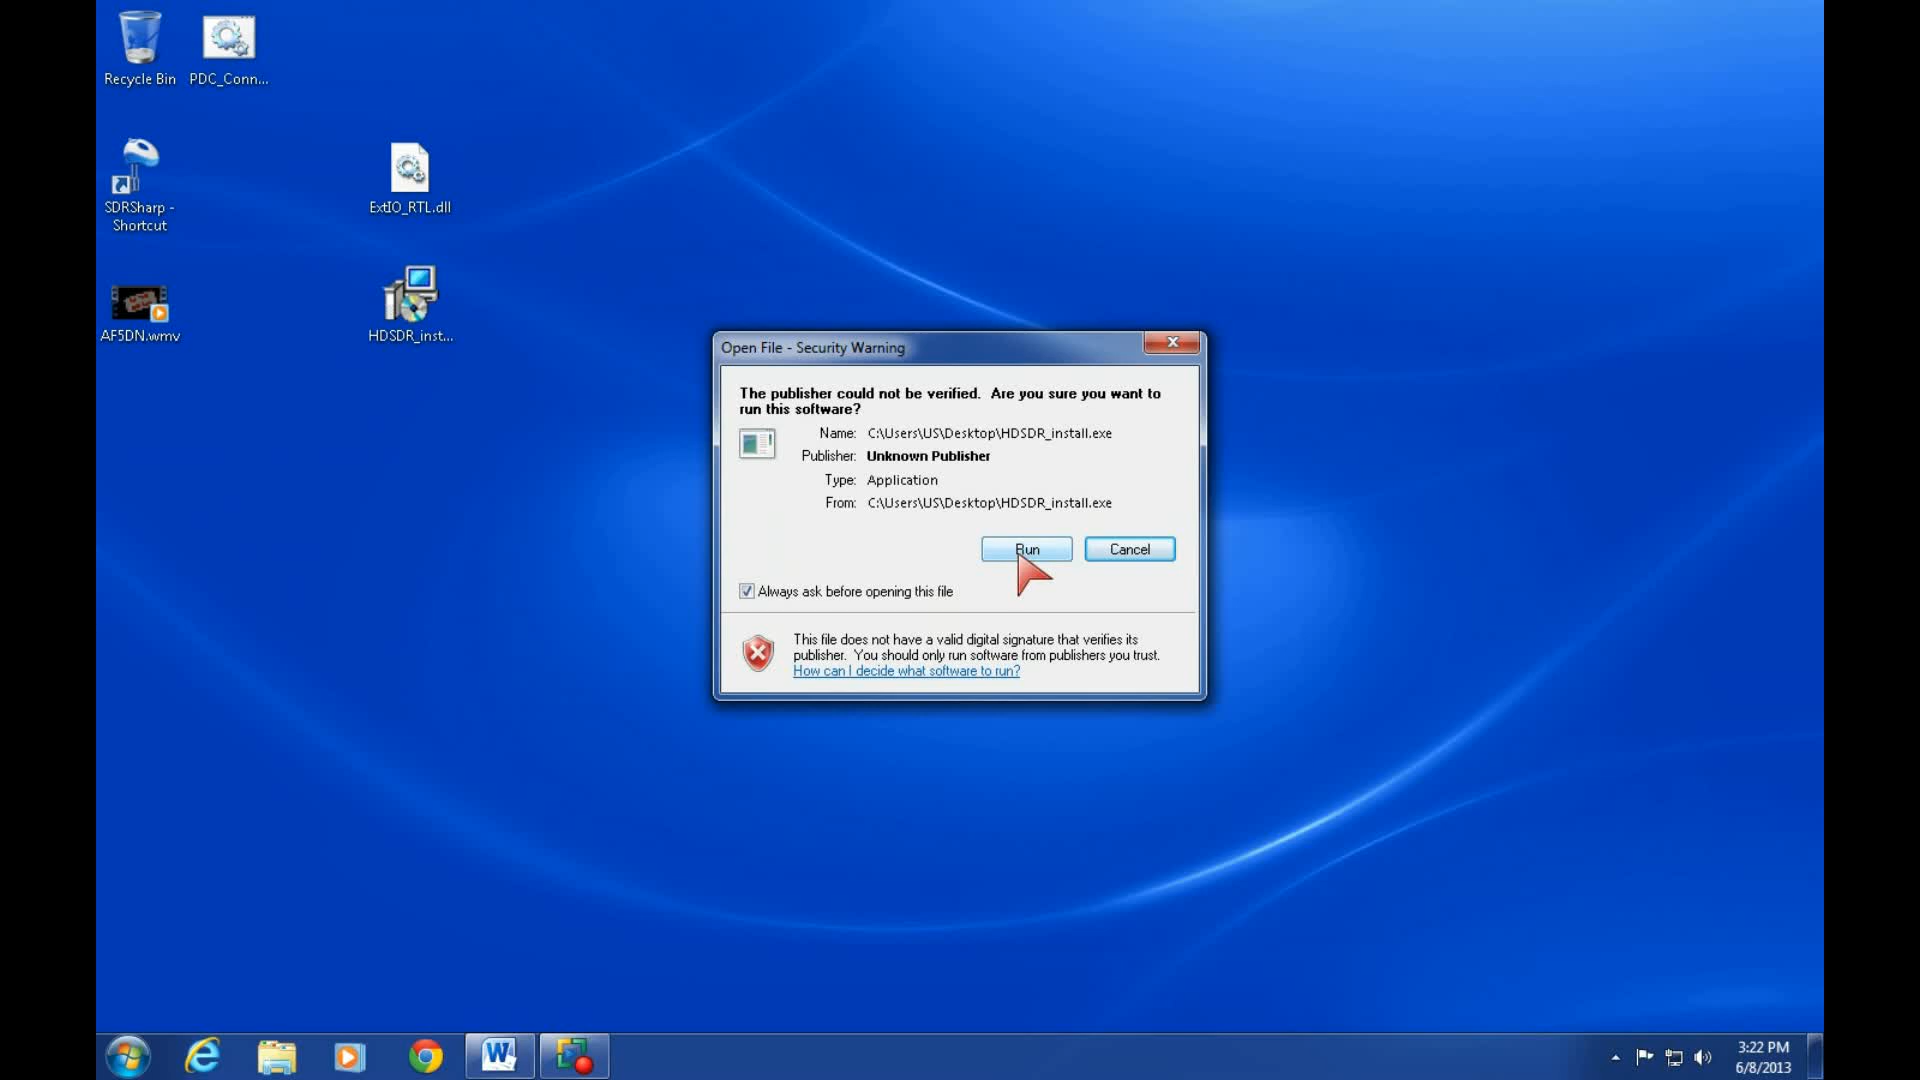 Recycle Bin
PDC_Conn...
SDRSharp -
Shortcut
ExtIO_RTL.dll
AF5DN.wmv
HDSDR_inst...
Open File - Security Warning
The publisher could not be verified.  Are you sure you want to
run this software?
Name: C:\Users\US\Desktop\HDSDR_install.exe
Publisher: Unknown Publisher
Type: Application
From: C:\Users\US\Desktop\HDSDR_install.exe
Run
Cancel
Always ask before opening this file
This file does not have a valid digital signature that verifies its
publisher.  You should only run software from publishers you trust.
How can I decide what software to run?
3:22 PM
6/8/2013